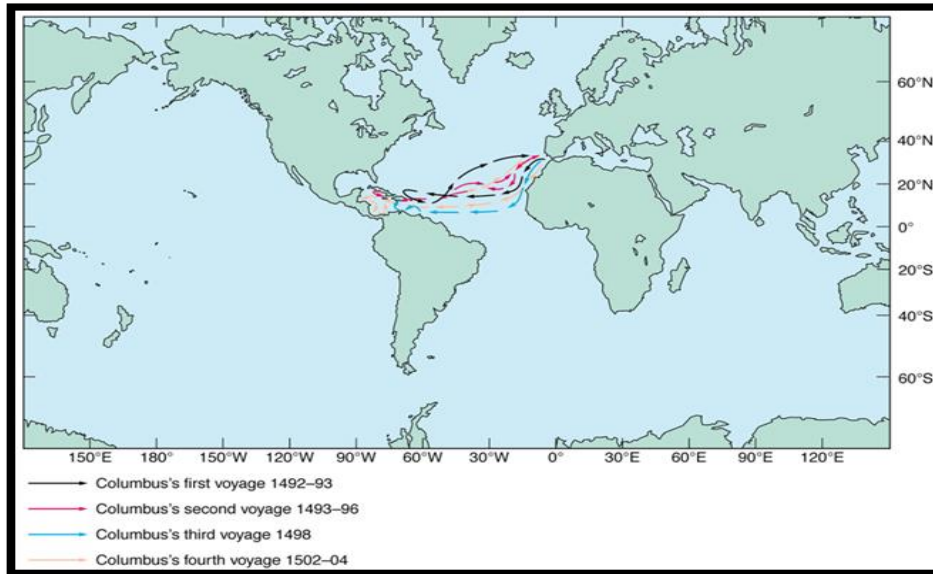 60°N
40°N
20°N
0°
20°S
40°S
60°S
150°E 180° 150°W 120°W 90°W 60°W 30°W 0° 30°E 60°E 90°E 120°E
Columbus's first voyage 1492–93
Columbus's second voyage 1493–96
Columbus's third voyage 1498
Columbus's fourth voyage 1502–04